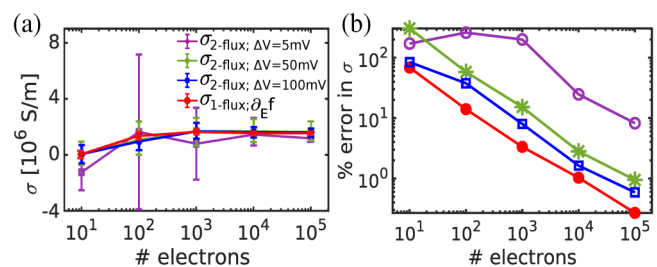 (a)
σ [10⁶ S/m]
8
4
0
-4
σ2-flux; ΔV=5mV
σ2-flux; ΔV=50mV
σ2-flux; ΔV=100mV
σ1-flux;∂Ef
10¹ 10² 10³ 10⁴ 10⁵
# electrons
(b)
% error in σ
10²
10¹
10⁰
10¹ 10² 10³ 10⁴ 10⁵
# electrons